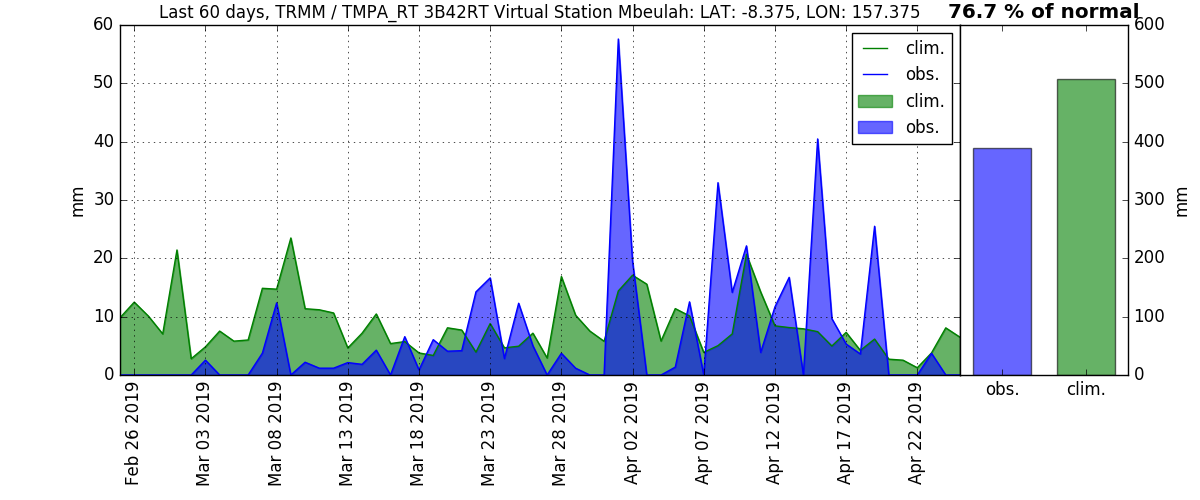 Last 60 days, TRMM / TMPA_RT 3B42RT Virtual Station Mbeulah: LAT: -8.375, LON: 157.375
76.7 % of normal
60
50
40
30
20
10
0
mm
clim.
obs.
clim.
obs.
600
500
400
300
200
100
0
mm
obs.
clim.
Feb 26 2019
Mar 03 2019
Mar 08 2019
Mar 13 2019
Mar 18 2019
Mar 23 2019
Mar 28 2019
Apr 02 2019
Apr 07 2019
Apr 12 2019
Apr 17 2019
Apr 22 2019